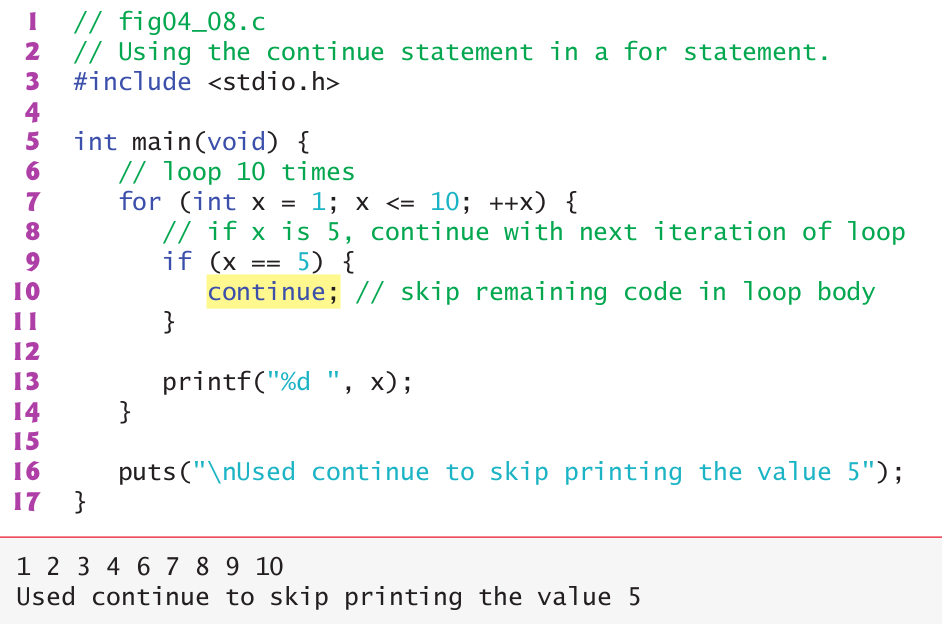 1 // fig04_08.c
2 // Using the continue statement in a for statement.
3 #include <stdio.h>
4
5 int main(void) {
6    // loop 10 times
7    for (int x = 1; x <= 10; ++x) {
8       // if x is 5, continue with next iteration of loop
9       if (x == 5) {
10          continue; // skip remaining code in loop body
11       }
12
13       printf("%d ", x);
14    }
15
16    puts("\nUsed continue to skip printing the value 5");
17 }
1 2 3 4 6 7 8 9 10
Used continue to skip printing the value 5